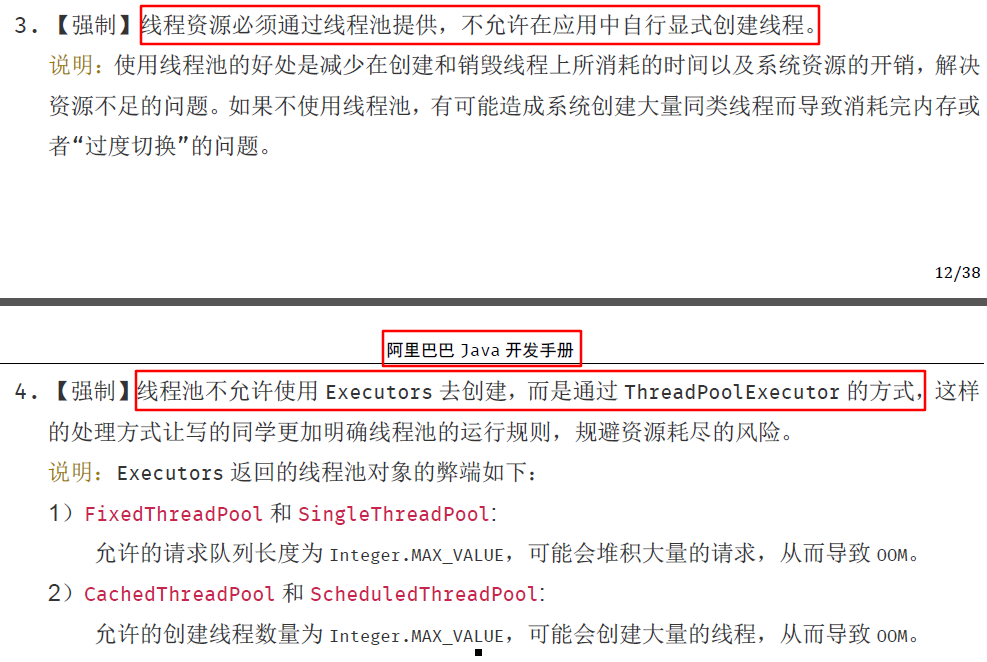 3. 【强制】线程资源必须通过线程池提供，不允许在应用中自行显式创建线程。
说明：使用线程池的好处是减少在创建和销毁线程上所消耗的时间以及系统资源的开销，解决
资源不足的问题。如果不使用线程池，有可能造成系统创建大量同类线程而导致消耗完内存或
者“过度切换”的问题。
12/38
阿里巴巴 Java 开发手册
4. 【强制】线程池不允许使用 Executors 去创建，而是通过 ThreadPoolExecutor 的方式，这样
的处理方式让写的同学更加明确线程池的运行规则，规避资源耗尽的风险。
说明：Executors 返回的线程池对象的弊端如下：
1）FixedThreadPool 和 SingleThreadPool:
允许的请求队列长度为 Integer.MAX_VALUE，可能会堆积大量的请求，从而导致 OOM。
2）CachedThreadPool 和 ScheduledThreadPool:
允许的创建线程数量为 Integer.MAX_VALUE，可能会创建大量的线程，从而导致 OOM。